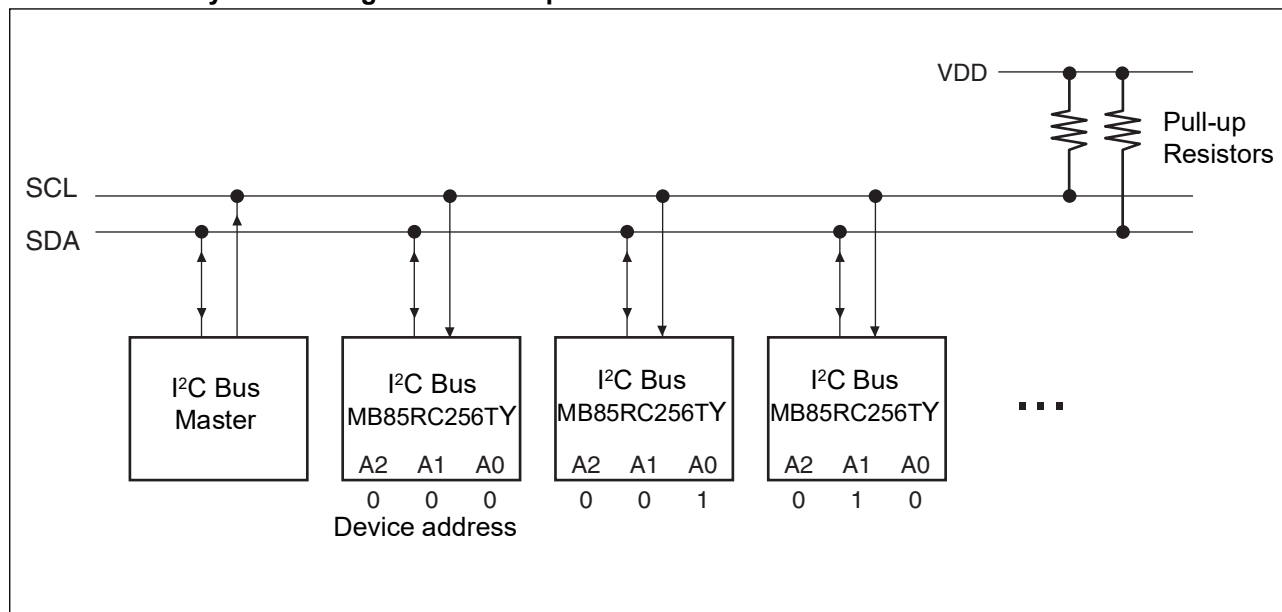 VDD
Pull-up
Resistors
SCL
SDA
I²C Bus
Master
I²C Bus
MB85RC256TY
A2 A1 A0
0 0 0
Device address
I²C Bus
MB85RC256TY
A2 A1 A0
0 0 1
I²C Bus
MB85RC256TY
A2 A1 A0
0 1 0
...